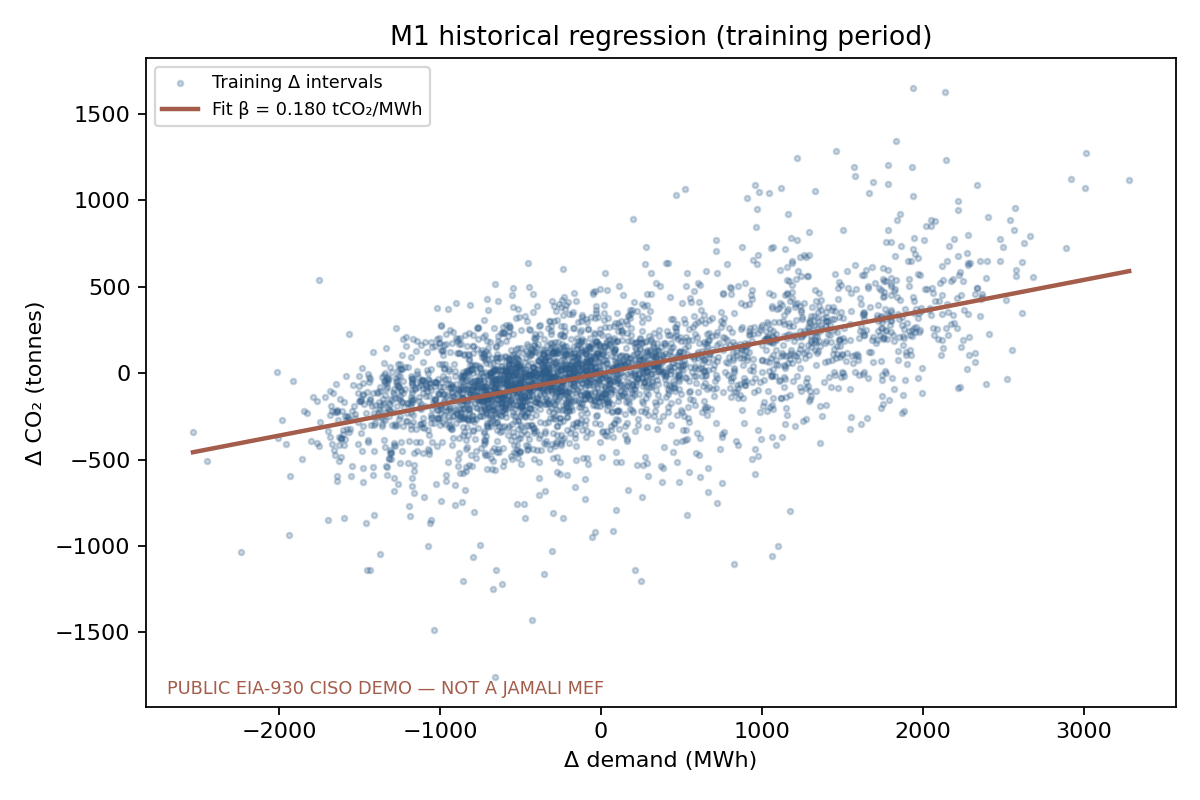 M1 historical regression (training period)
Training Δ intervals
Fit β = 0.180 tCO₂/MWh
Δ CO₂ (tonnes)
1500
1000
500
0
−500
−1000
−1500
PUBLIC EIA-930 CISO DEMO — NOT A JAMALI MEF
−2000
−1000
0
1000
2000
3000
Δ demand (MWh)